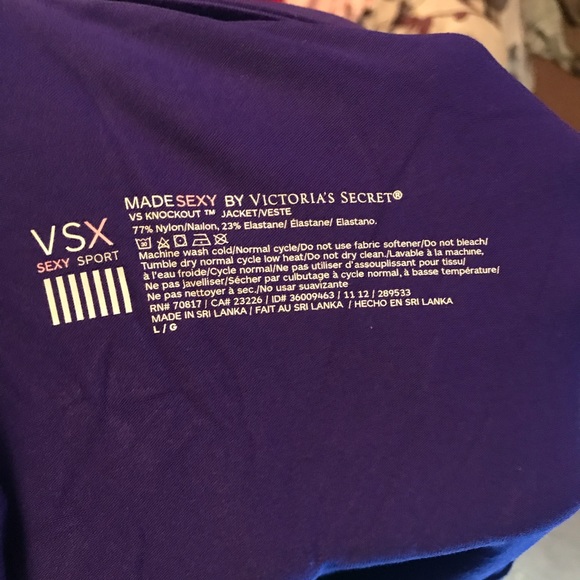 VSX
SEXY SPORT
MADE SEXY BY VICTORIA'S SECRET®
VS KNOCKOUT ™ JACKET/VESTE
77% Nylon/Nailon, 23% Elastane/ Élastane/ Elastano.
Machine wash cold/Normal cycle/Do not use fabric softener/Do not bleach/
Tumble dry normal cycle low heat/Do not dry clean./Lavable à la machine,
à l'eau froide/Cycle normal/Ne pas utiliser d'assouplissant pour tissu/
Ne pas javelliser/Sécher par culbutage à cycle normal, à basse température/
Ne pas nettoyer à sec./No usar suavizante
RN# 70817 / CA# 23226 / ID# 36009463 / 11 12 / 289533
MADE IN SRI LANKA / FAIT AU SRI LANKA / HECHO EN SRI LANKA
L / G